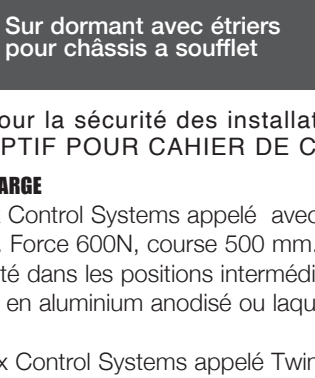 Sur dormant avec étriers
pour châssis a soufflet
our la sécurité des installat
PTIF POUR CAHIER DE C
ARGE
Control Systems appelé avec
. Force 600N, course 500 mm.
té dans les positions intermédi
en aluminium anodisé ou laqu
x Control Systems appelé Twin